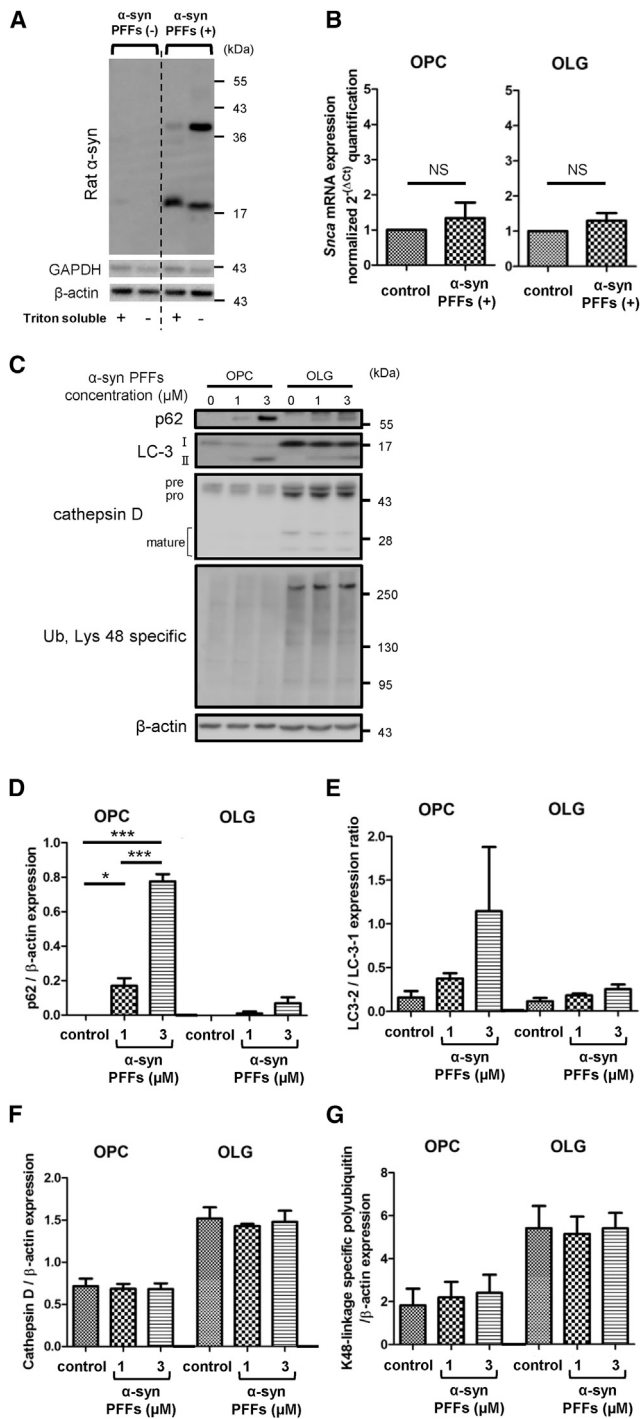 A
α-syn α-syn
PFFs (-) PFFs (+)
(kDa)
55
43
36
17
Rat α-syn
GAPDH 43
β-actin
43
Triton soluble + - + -
B
OPC OLG
Snca mRNA expression
normalized 2^-(ΔCt) quantification
5
4
3
2
1
0
NS
control
α-syn
PFFs (+)
5
4
3
2
1
0
NS
control
α-syn
PFFs (+)
C
α-syn PFFs OPC OLG (kDa)
concentration (μM) 0 1 3 0 1 3
p62
55
LC-3 I 17
II
pre
pro 43
cathepsin D
mature 28
250
Ub, Lys 48 specific
130
95
β-actin 43
D
OPC OLG
p62 / β-actin expression
1.0
0.8
0.6
0.4
0.2
0.0
***
***
*
control 1 3 control 1 3
α-syn α-syn
PFFs (μM) PFFs (μM)
E
OPC OLG
LC3-2 / LC-3-1 expression ratio
2.0
1.5
1.0
0.5
0.0
control 1 3 control 1 3
α-syn α-syn
PFFs (μM) PFFs (μM)
F
OPC OLG
Cathepsin D / β-actin expression
2.0
1.5
1.0
0.5
0.0
control 1 3 control 1 3
α-syn α-syn
PFFs (μM) PFFs (μM)
G
OPC OLG
K48-linkage specific polyubiquitin
/β-actin expression
8
6
4
2
0
control 1 3 control 1 3
α-syn α-syn
PFFs (μM) PFFs (μM)